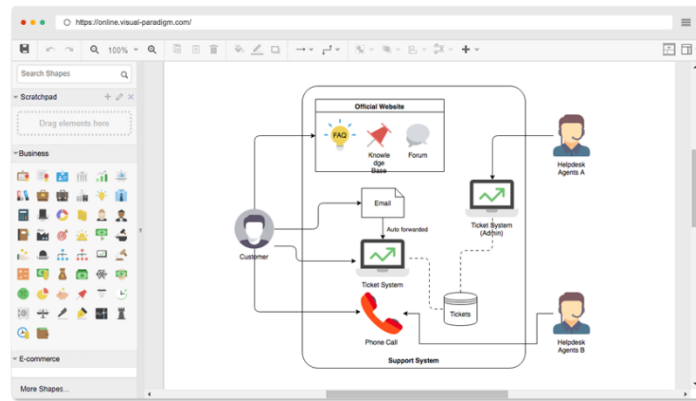 https://online.visual-paradigm.com/
100%
Search Shapes
Scratchpad
Drag elements here
Business
E-commerce
More Shapes...
Official Website
FAQ
Knowle
dge
Base
Forum
Email
Auto forwarded
Customer
Ticket System
Phone Call
Support System
Ticket System
(Admin)
Tickets
Helpdesk
Agents A
Helpdesk
Agents B